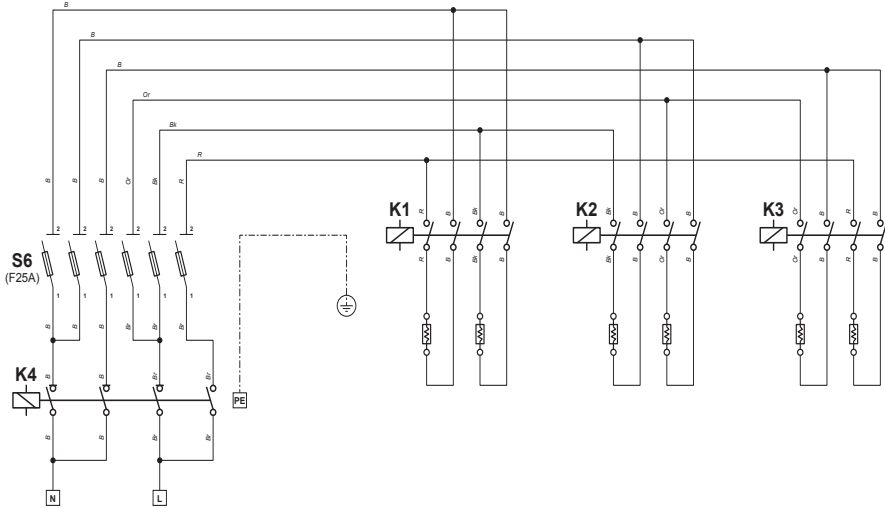 B
B
B
Or
Bk
R
B B B Or Bk R
2 2 2 2 2 2
S6
(F25A)
1 1 1 1 1 1
B B B Br Br Br
K1
R B Bk B
R B Bk B
K2
Bk B Or B
Bk B Or B
K3
Or B R B
Or B R B
K4
B B Br Br
B B Br Br
PE
N L